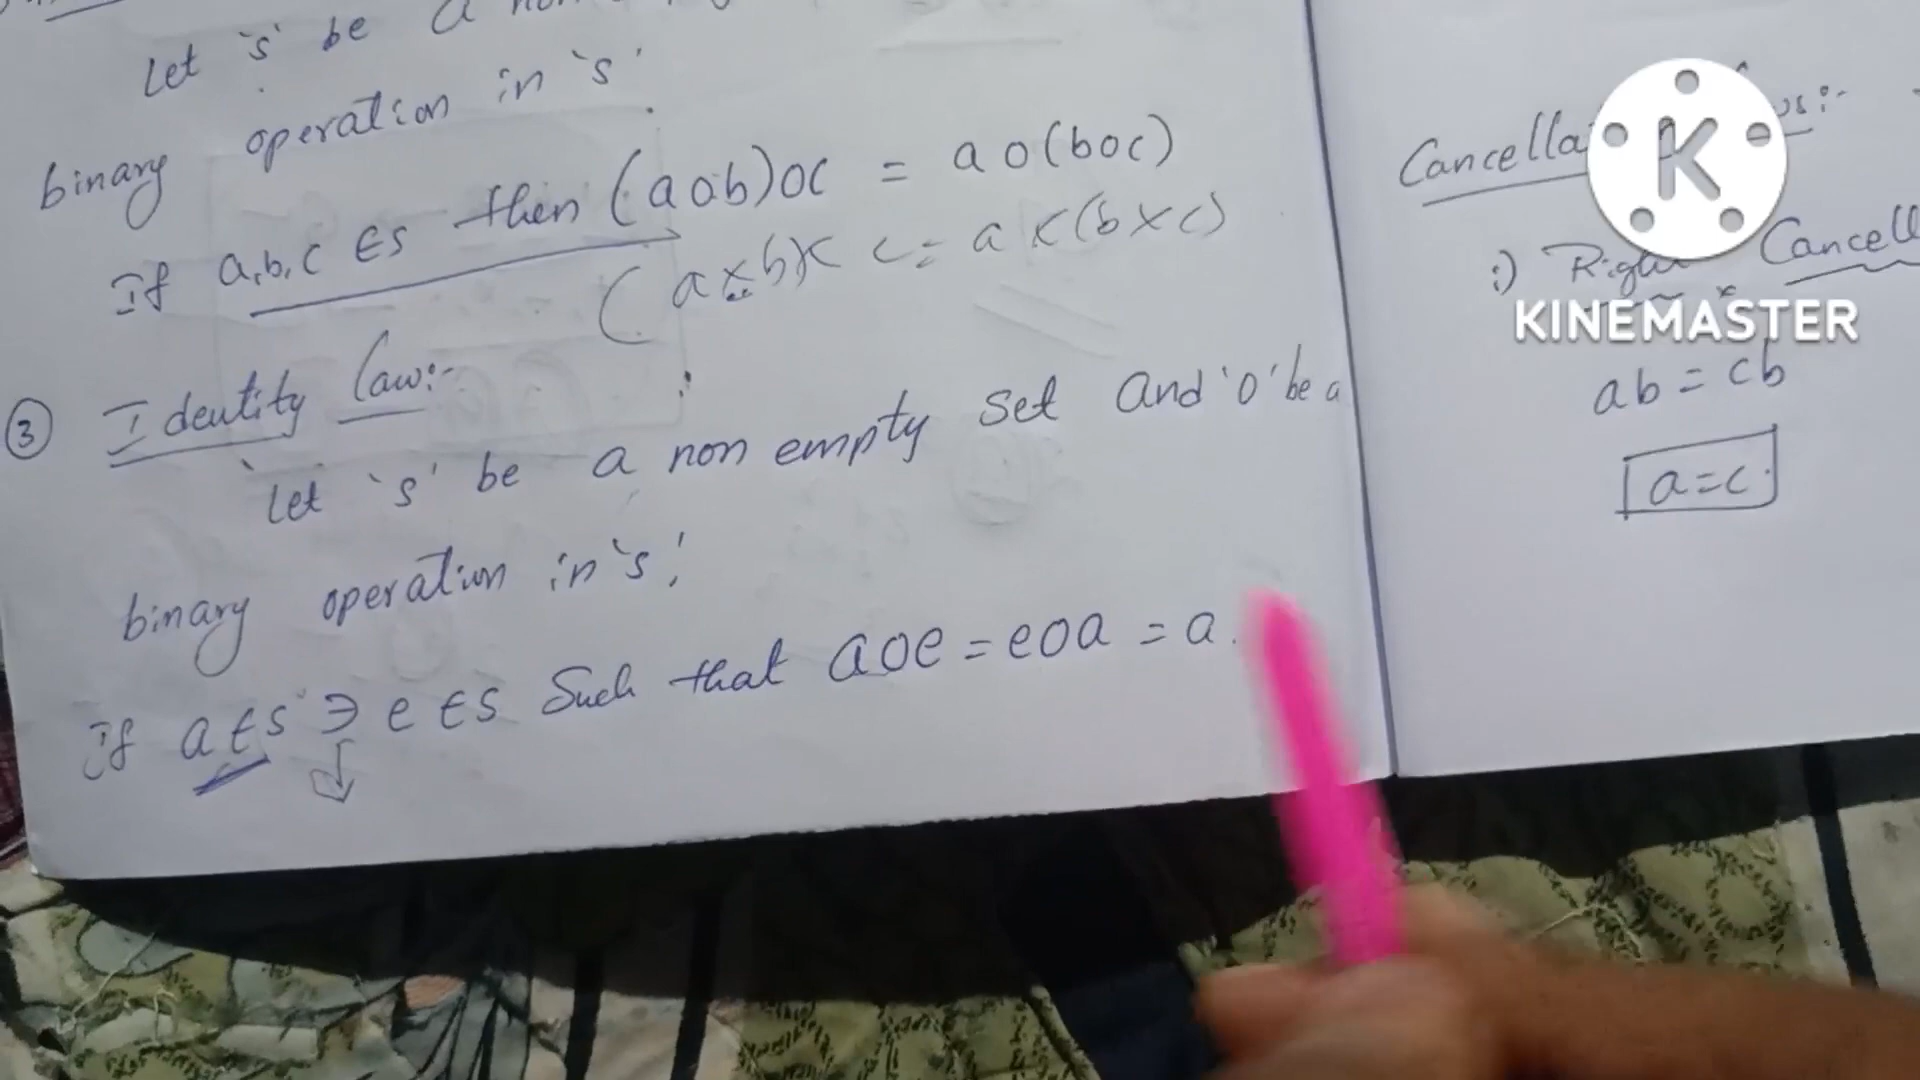 Let 's' be a non
binary operation in 's'.
If a,b,c ∈s then (aob)oc = ao(boc)
(a×b)× c = a×(b×c)
③ Identity Law:-
Let 's' be a non empty set and 'o' be a
binary operation in 's'.
If a∈s ∋ e∈s Such that aoe = eoa = a.
Cancella
i) Right Cancell
ab = cb
a=c
KINEMASTER